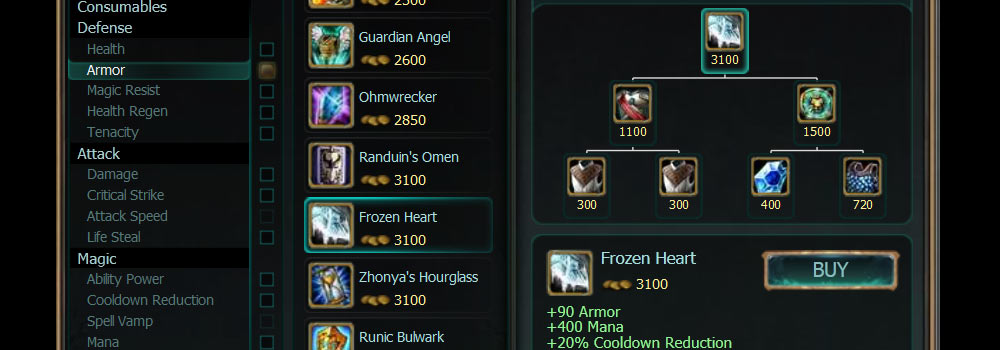 Consumables
Defense
Health
Armor
Magic Resist
Health Regen
Tenacity
Attack
Damage
Critical Strike
Attack Speed
Life Steal
Magic
Ability Power
Cooldown Reduction
Spell Vamp
Mana
Guardian Angel
2600
Ohmwrecker
2850
Randuin's Omen
3100
Frozen Heart
3100
Zhonya's Hourglass
3100
Runic Bulwark
3100
1100
1500
300
300
400
720
Frozen Heart
3100
BUY
+90 Armor
+400 Mana
+20% Cooldown Reduction